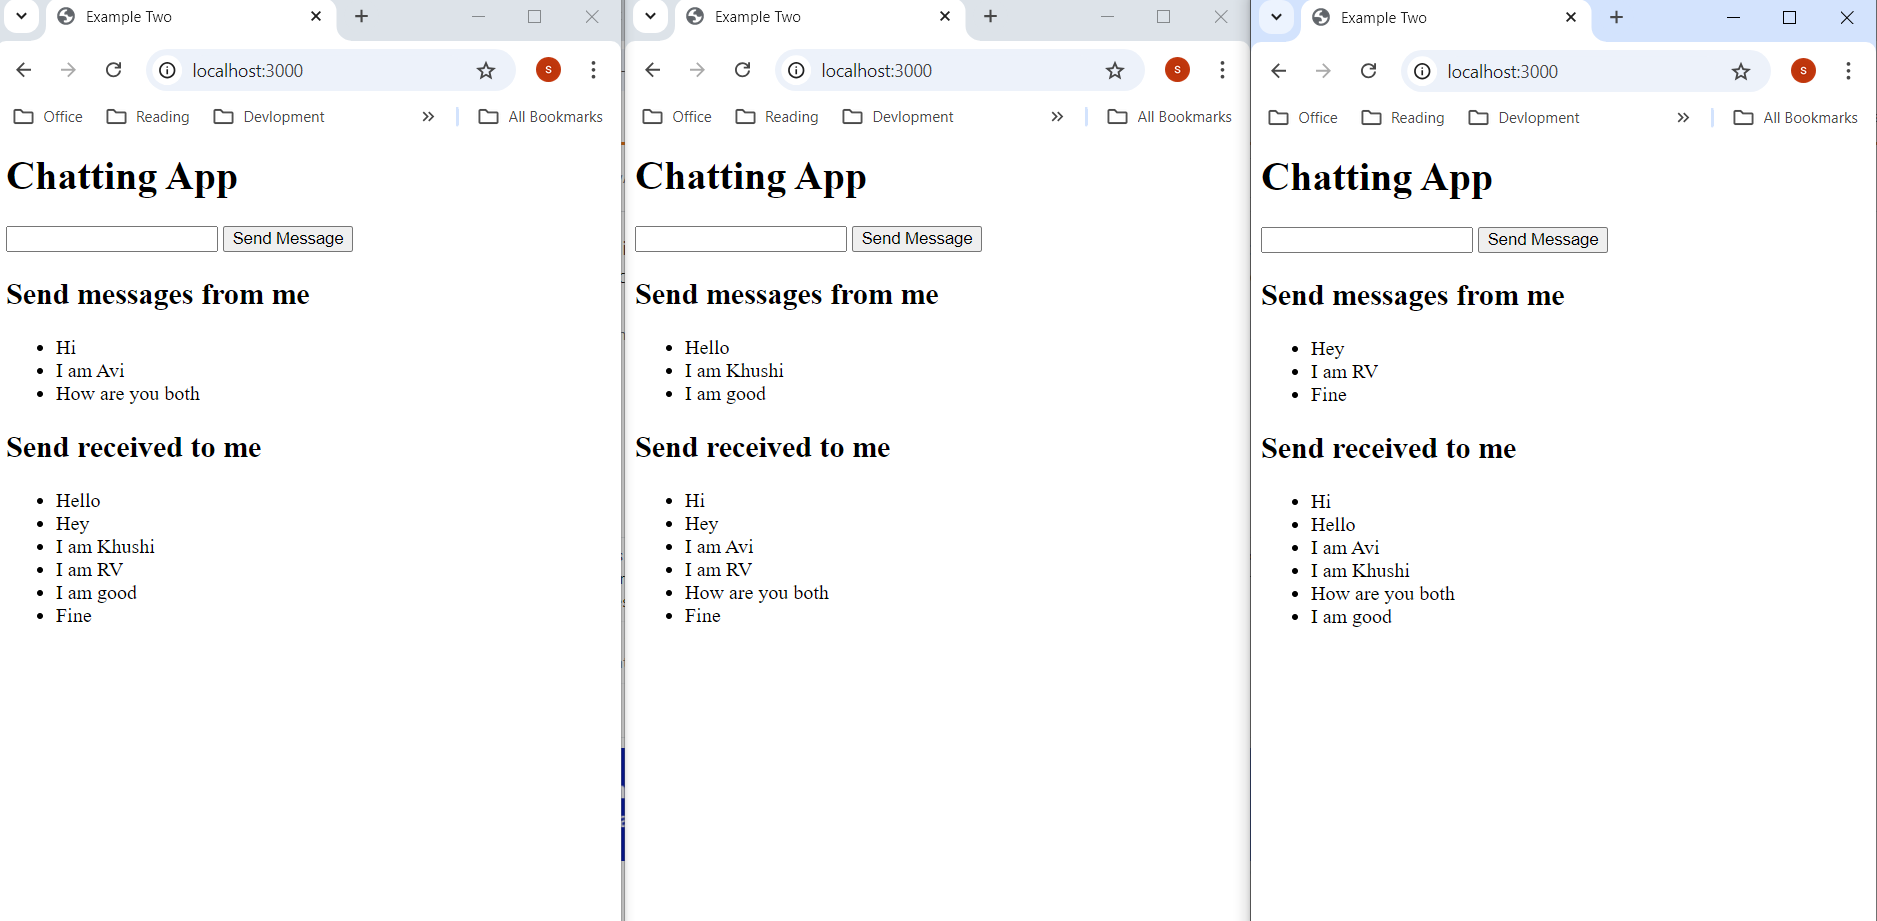 Example Two
localhost:3000
S
Office Reading Devlopment All Bookmarks
Chatting App
Send Message
Send messages from me
Hi
I am Avi
How are you both
Send received to me
Hello
Hey
I am Khushi
I am RV
I am good
Fine
Example Two
localhost:3000
S
Office Reading Devlopment All Bookmarks
Chatting App
Send Message
Send messages from me
Hello
I am Khushi
I am good
Send received to me
Hi
Hey
I am Avi
I am RV
How are you both
Fine
Example Two
localhost:3000
S
Office Reading Devlopment All Bookmarks
Chatting App
Send Message
Send messages from me
Hey
I am RV
Fine
Send received to me
Hi
Hello
I am Avi
I am Khushi
How are you both
I am good